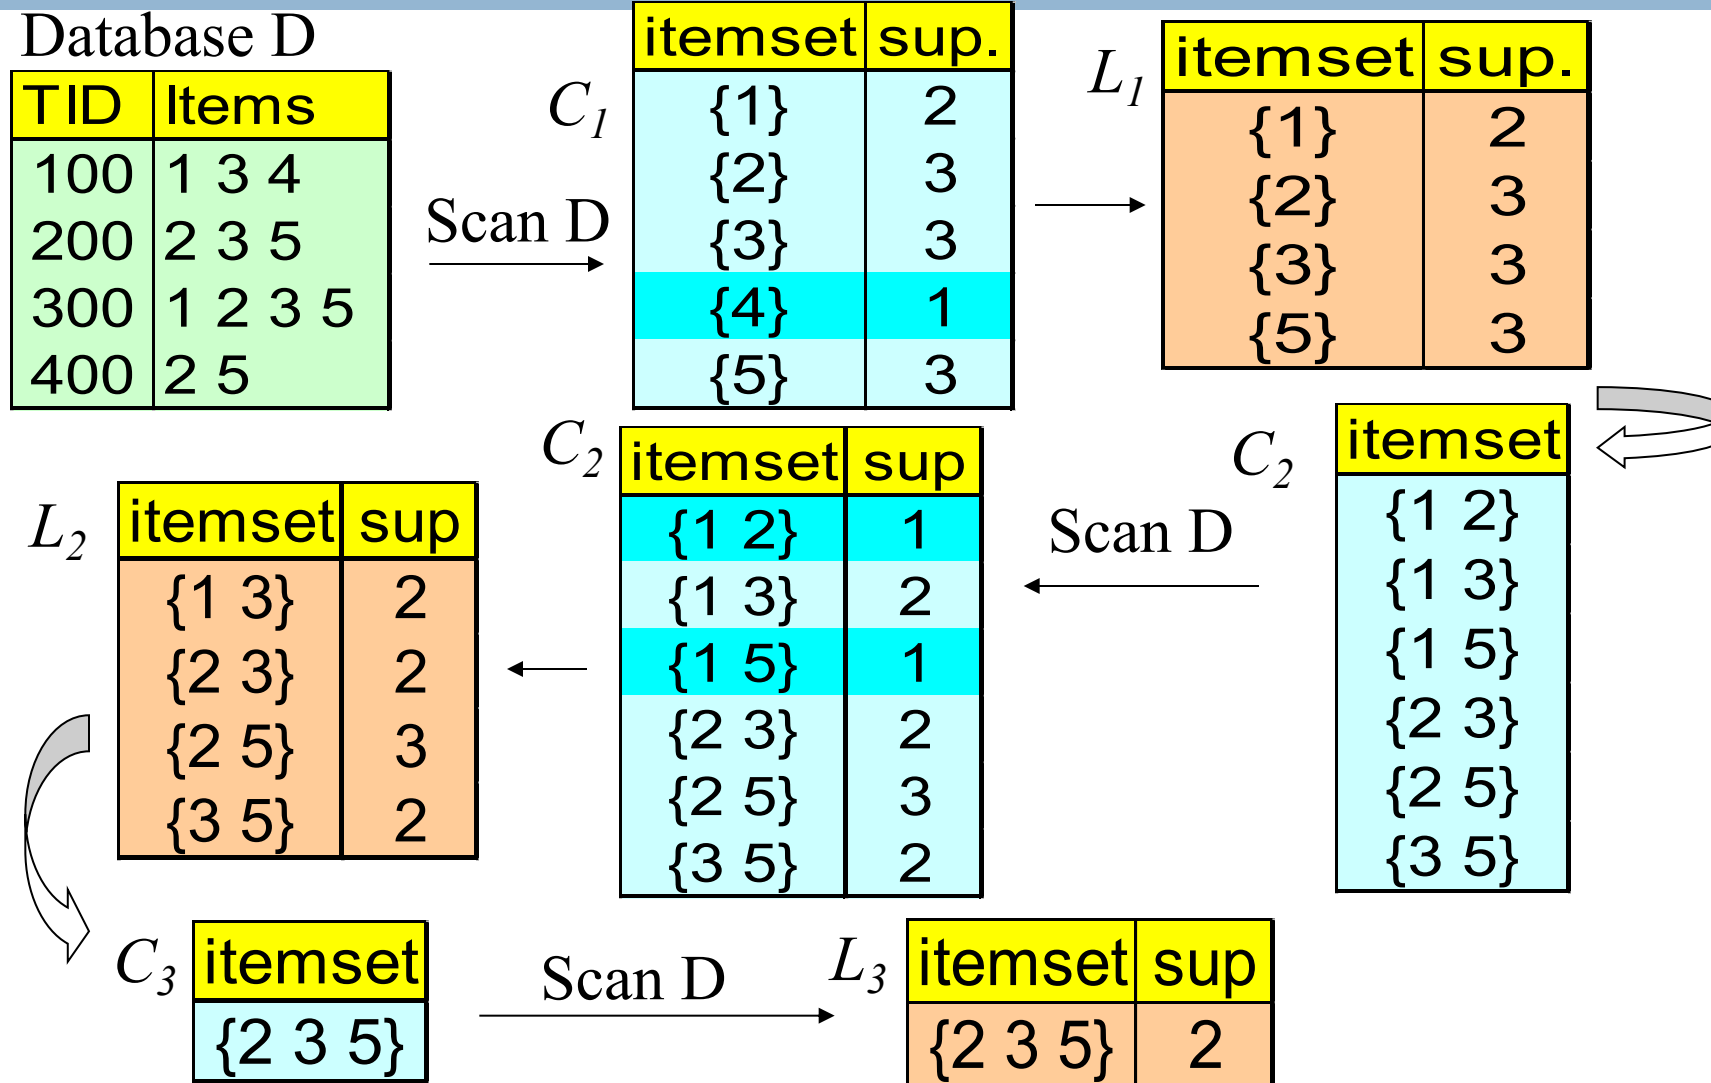 Database D
TID Items
100 1 3 4
200 2 3 5
300 1 2 3 5
400 2 5
Scan D
C1
itemset sup.
{1} 2
{2} 3
{3} 3
{4} 1
{5} 3
L1
itemset sup.
{1} 2
{2} 3
{3} 3
{5} 3
C2
itemset
{1 2}
{1 3}
{1 5}
{2 3}
{2 5}
{3 5}
Scan D
C2
itemset sup
{1 2} 1
{1 3} 2
{1 5} 1
{2 3} 2
{2 5} 3
{3 5} 2
L2
itemset sup
{1 3} 2
{2 3} 2
{2 5} 3
{3 5} 2
C3
itemset
{2 3 5}
Scan D
L3
itemset sup
{2 3 5} 2